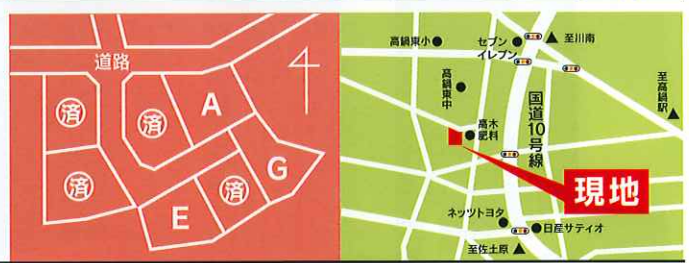 道路
済
済
A
済
済
G
E
高鍋東小
セブン
イレブン
至川南
至高鍋駅
高鍋東中
国道10号線
高木
肥料
現地
ネッツトヨタ
日産サティオ
至佐土原